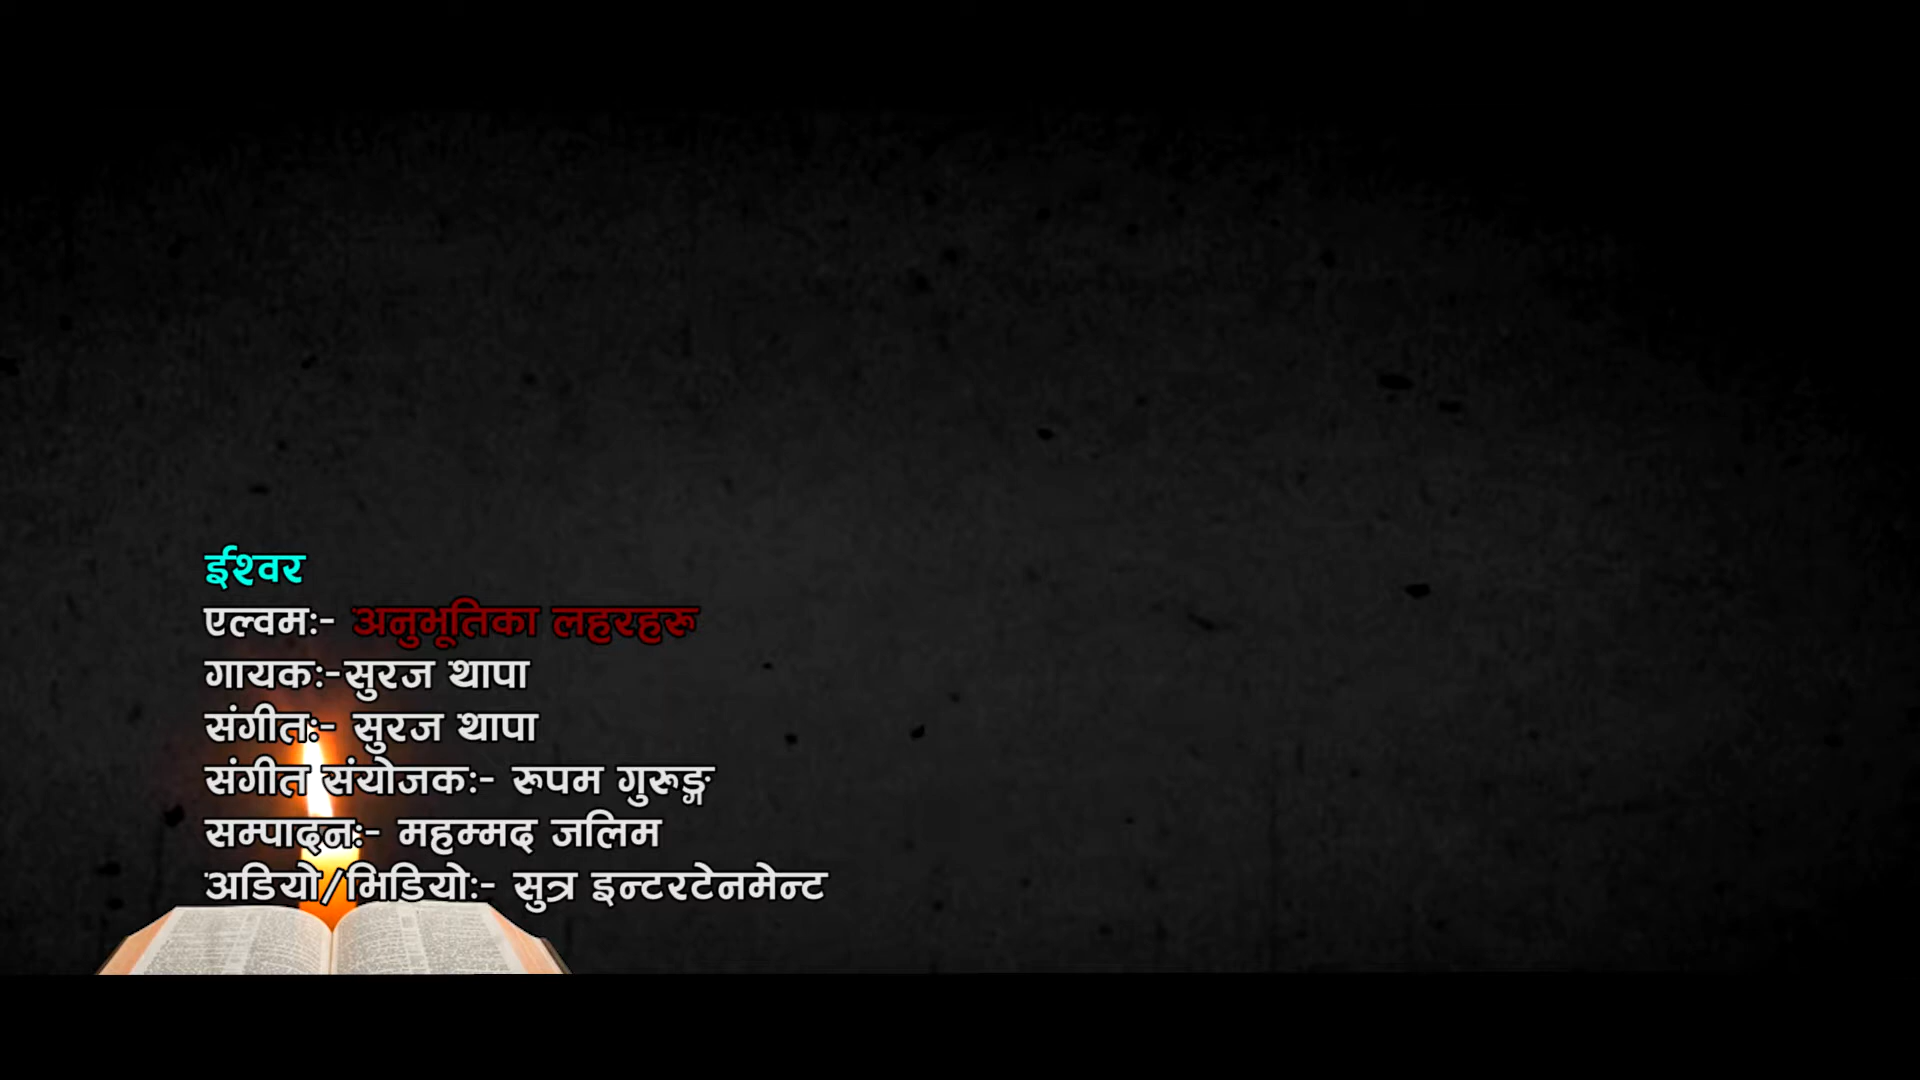 ईश्वर
एल्वमः- अनुभूतिका लहरहरू
गायकः-सुरज थापा
संगीतः- सुरज थापा
संगीत संयोजकः- रूपम गुरूङ्ग
सम्पादनः- महम्मद जलिम
अडियो/भिडियोः- सुत्र इन्टरटेनमेन्ट